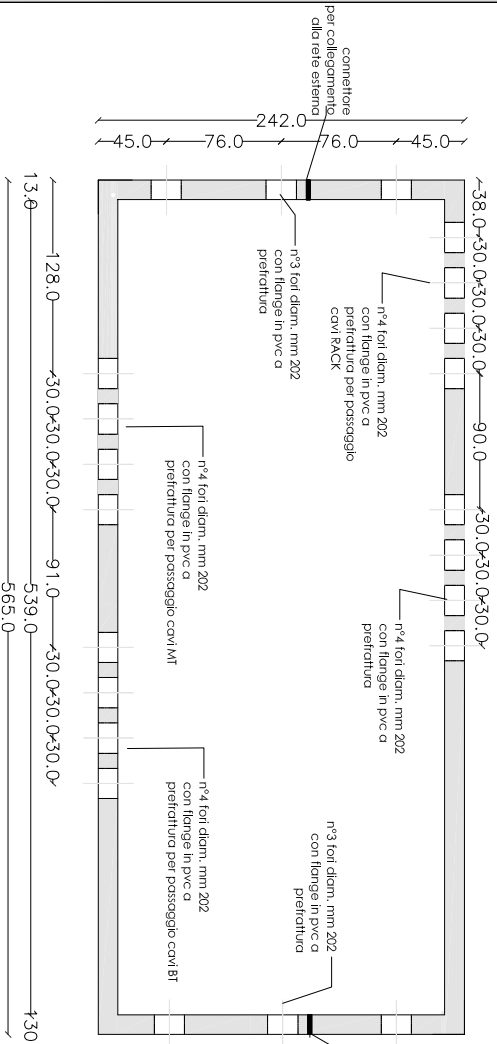 connettore
per collegamento
alla rete esterna
242.0
45.0
76.0
76.0
45.0
38.0
30.0
30.0
30.0
90.0
30.0
30.0
30.0
n°4 fori diam. mm 202
con flange in pvc a
prefrattura per passaggio
cavi RACK
n°4 fori diam. mm 202
con flange in pvc a
prefrattura
n°3 fori diam. mm 202
con flange in pvc a
prefrattura
n°3 fori diam. mm 202
con flange in pvc a
prefrattura
n°4 fori diam. mm 202
con flange in pvc a
prefrattura per passaggio cavi MT
n°4 fori diam. mm 202
con flange in pvc a
prefrattura per passaggio cavi BT
128.0
30.0
30.0
30.0
91.0
30.0
30.0
30.0
13.0
539.0
130
565.0